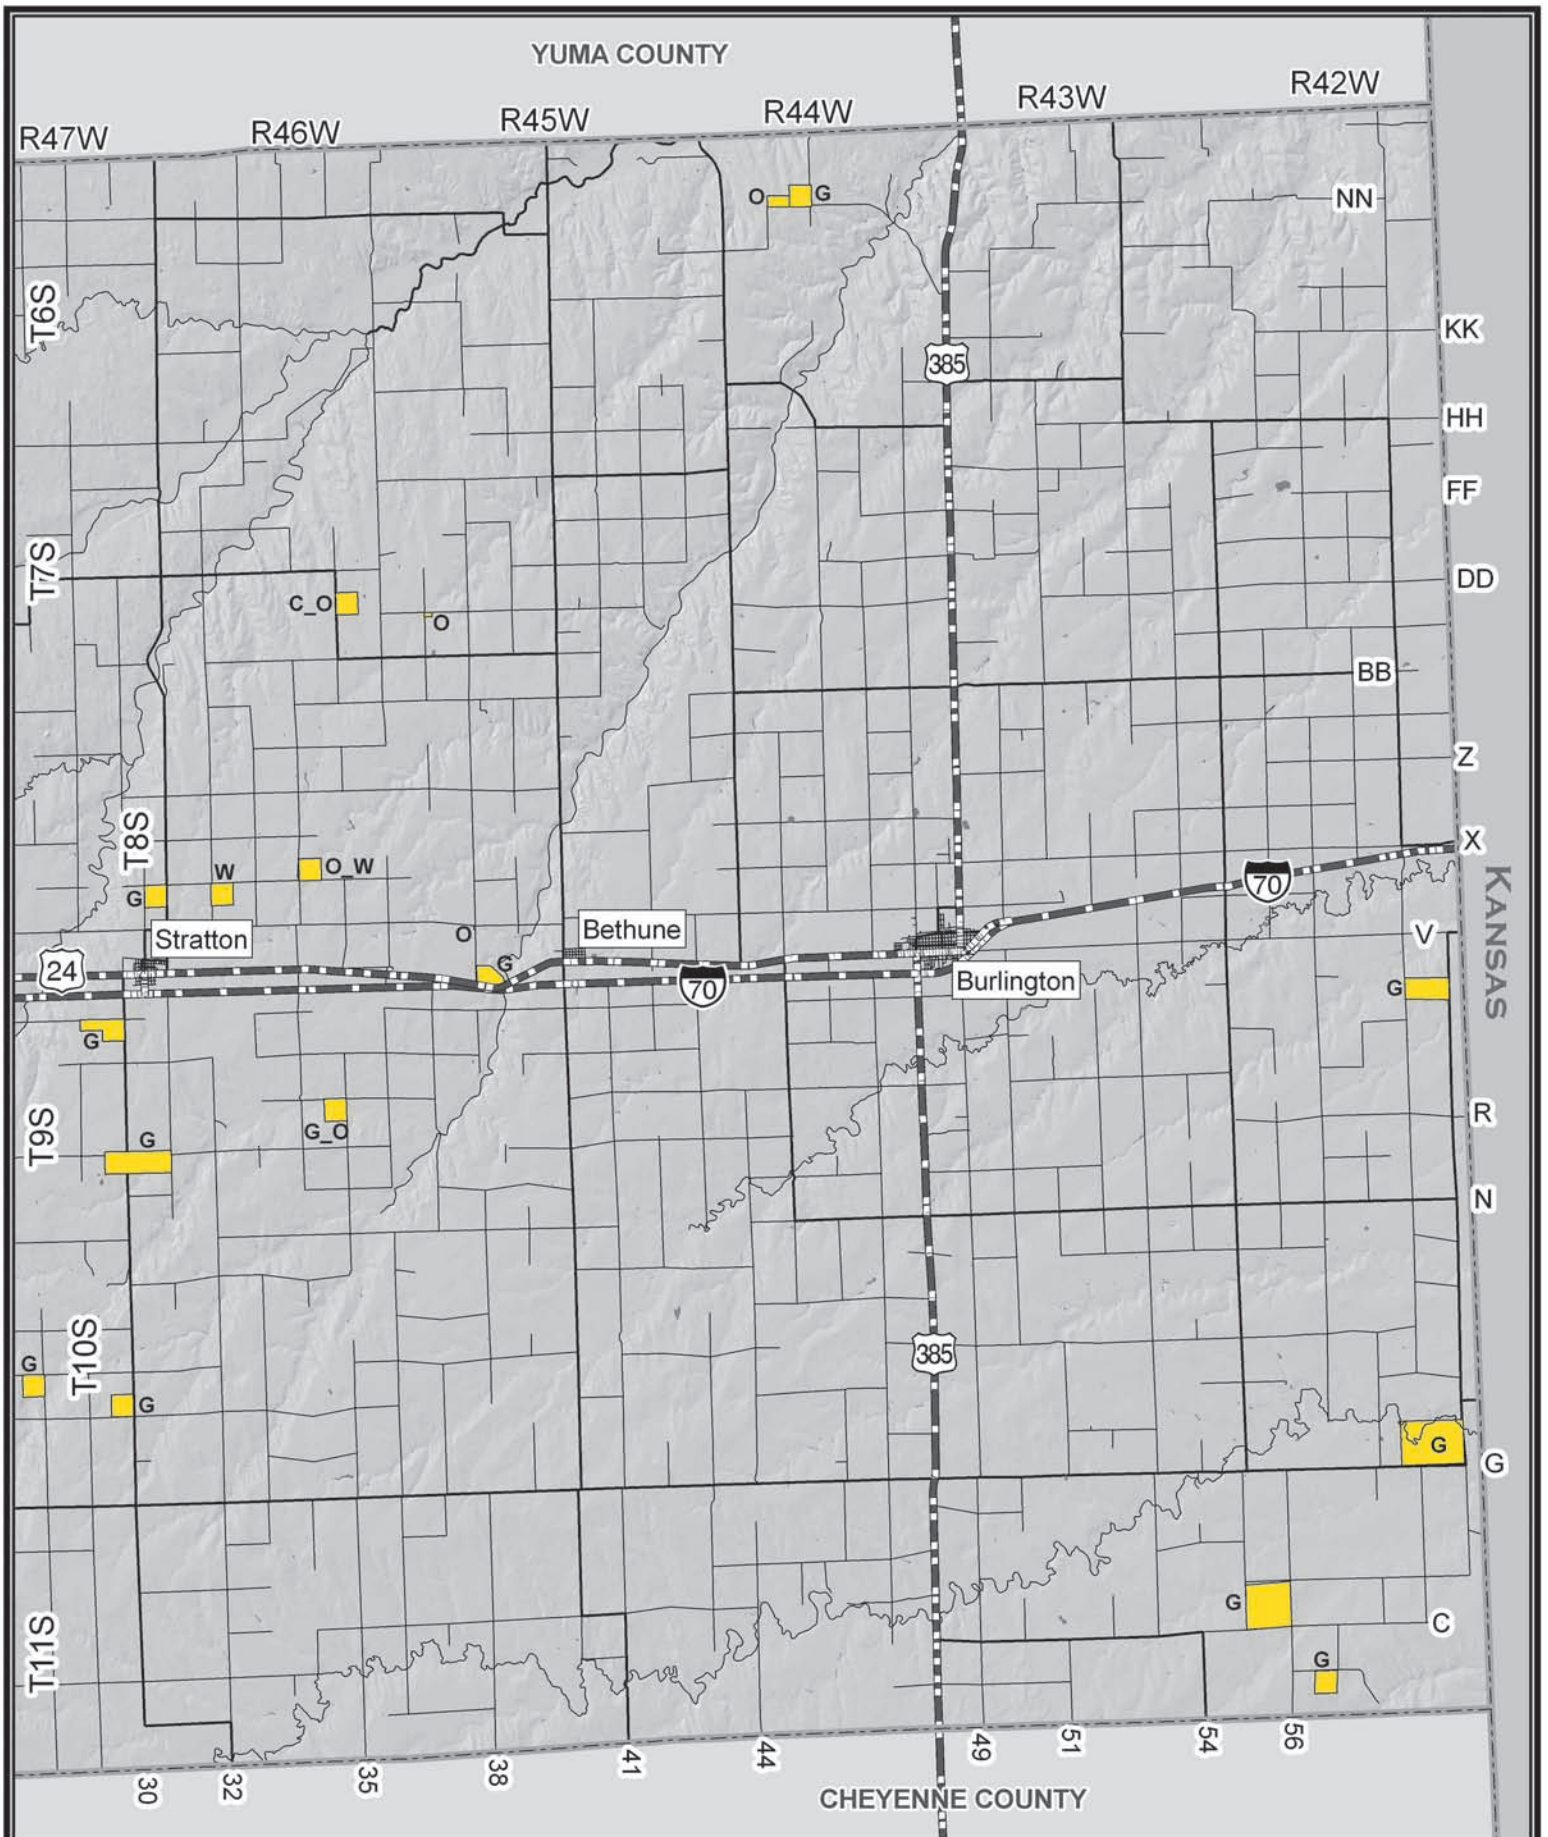 YUMA COUNTY
R47W
R46W
R45W
R44W
R43W
R42W
O
G
NN
T6S
KK
385
HH
FF
T7S
DD
C_O
O
BB
Z
T8S
X
W
O_W
70
G
Stratton
Bethune
O
V
KANSAS
24
G
70
Burlington
G
G
R
T9S
G
G_O
N
385
T10S
G
G
G
G
G
C
T11S
G
30
32
35
38
41
44
49
51
54
56
CHEYENNE COUNTY